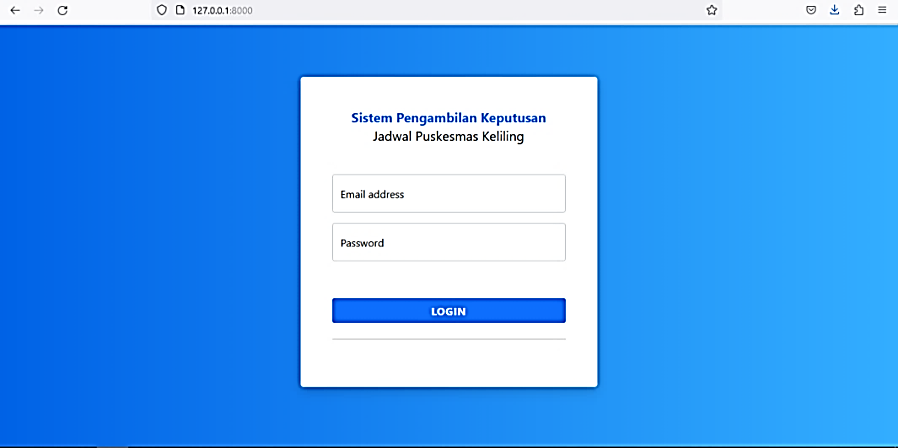 127.0.0.1:8000
Sistem Pengambilan Keputusan
Jadwal Puskesmas Keliling
Email address
Password
LOGIN